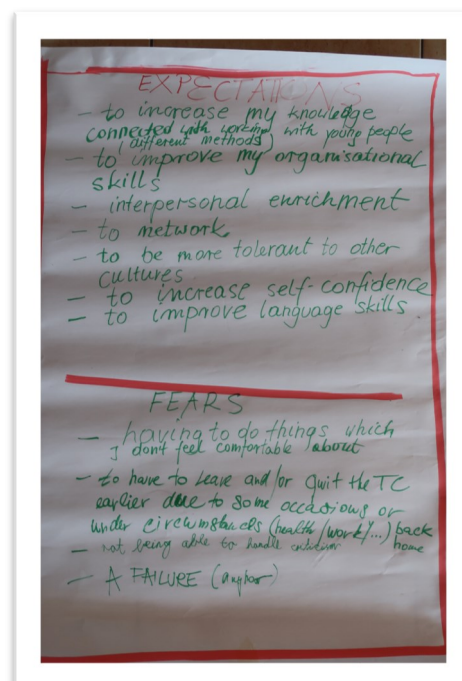 EXPECTATIONS
- to increase my knowledge
connected with working with young people
(different methods)
- to improve my organisational
skills
- interpersonal enrichment
- to network
- to be more tolerant to other
cultures
- to increase self-confidence
- to improve language skills
FEARS
- having to do things which
I don't feel comfortable about
- to have to leave and/or quit the TC
earlier due to some occasions or
under circumstances (health/work/...) back
home
- not being able to handle
- A FAILURE